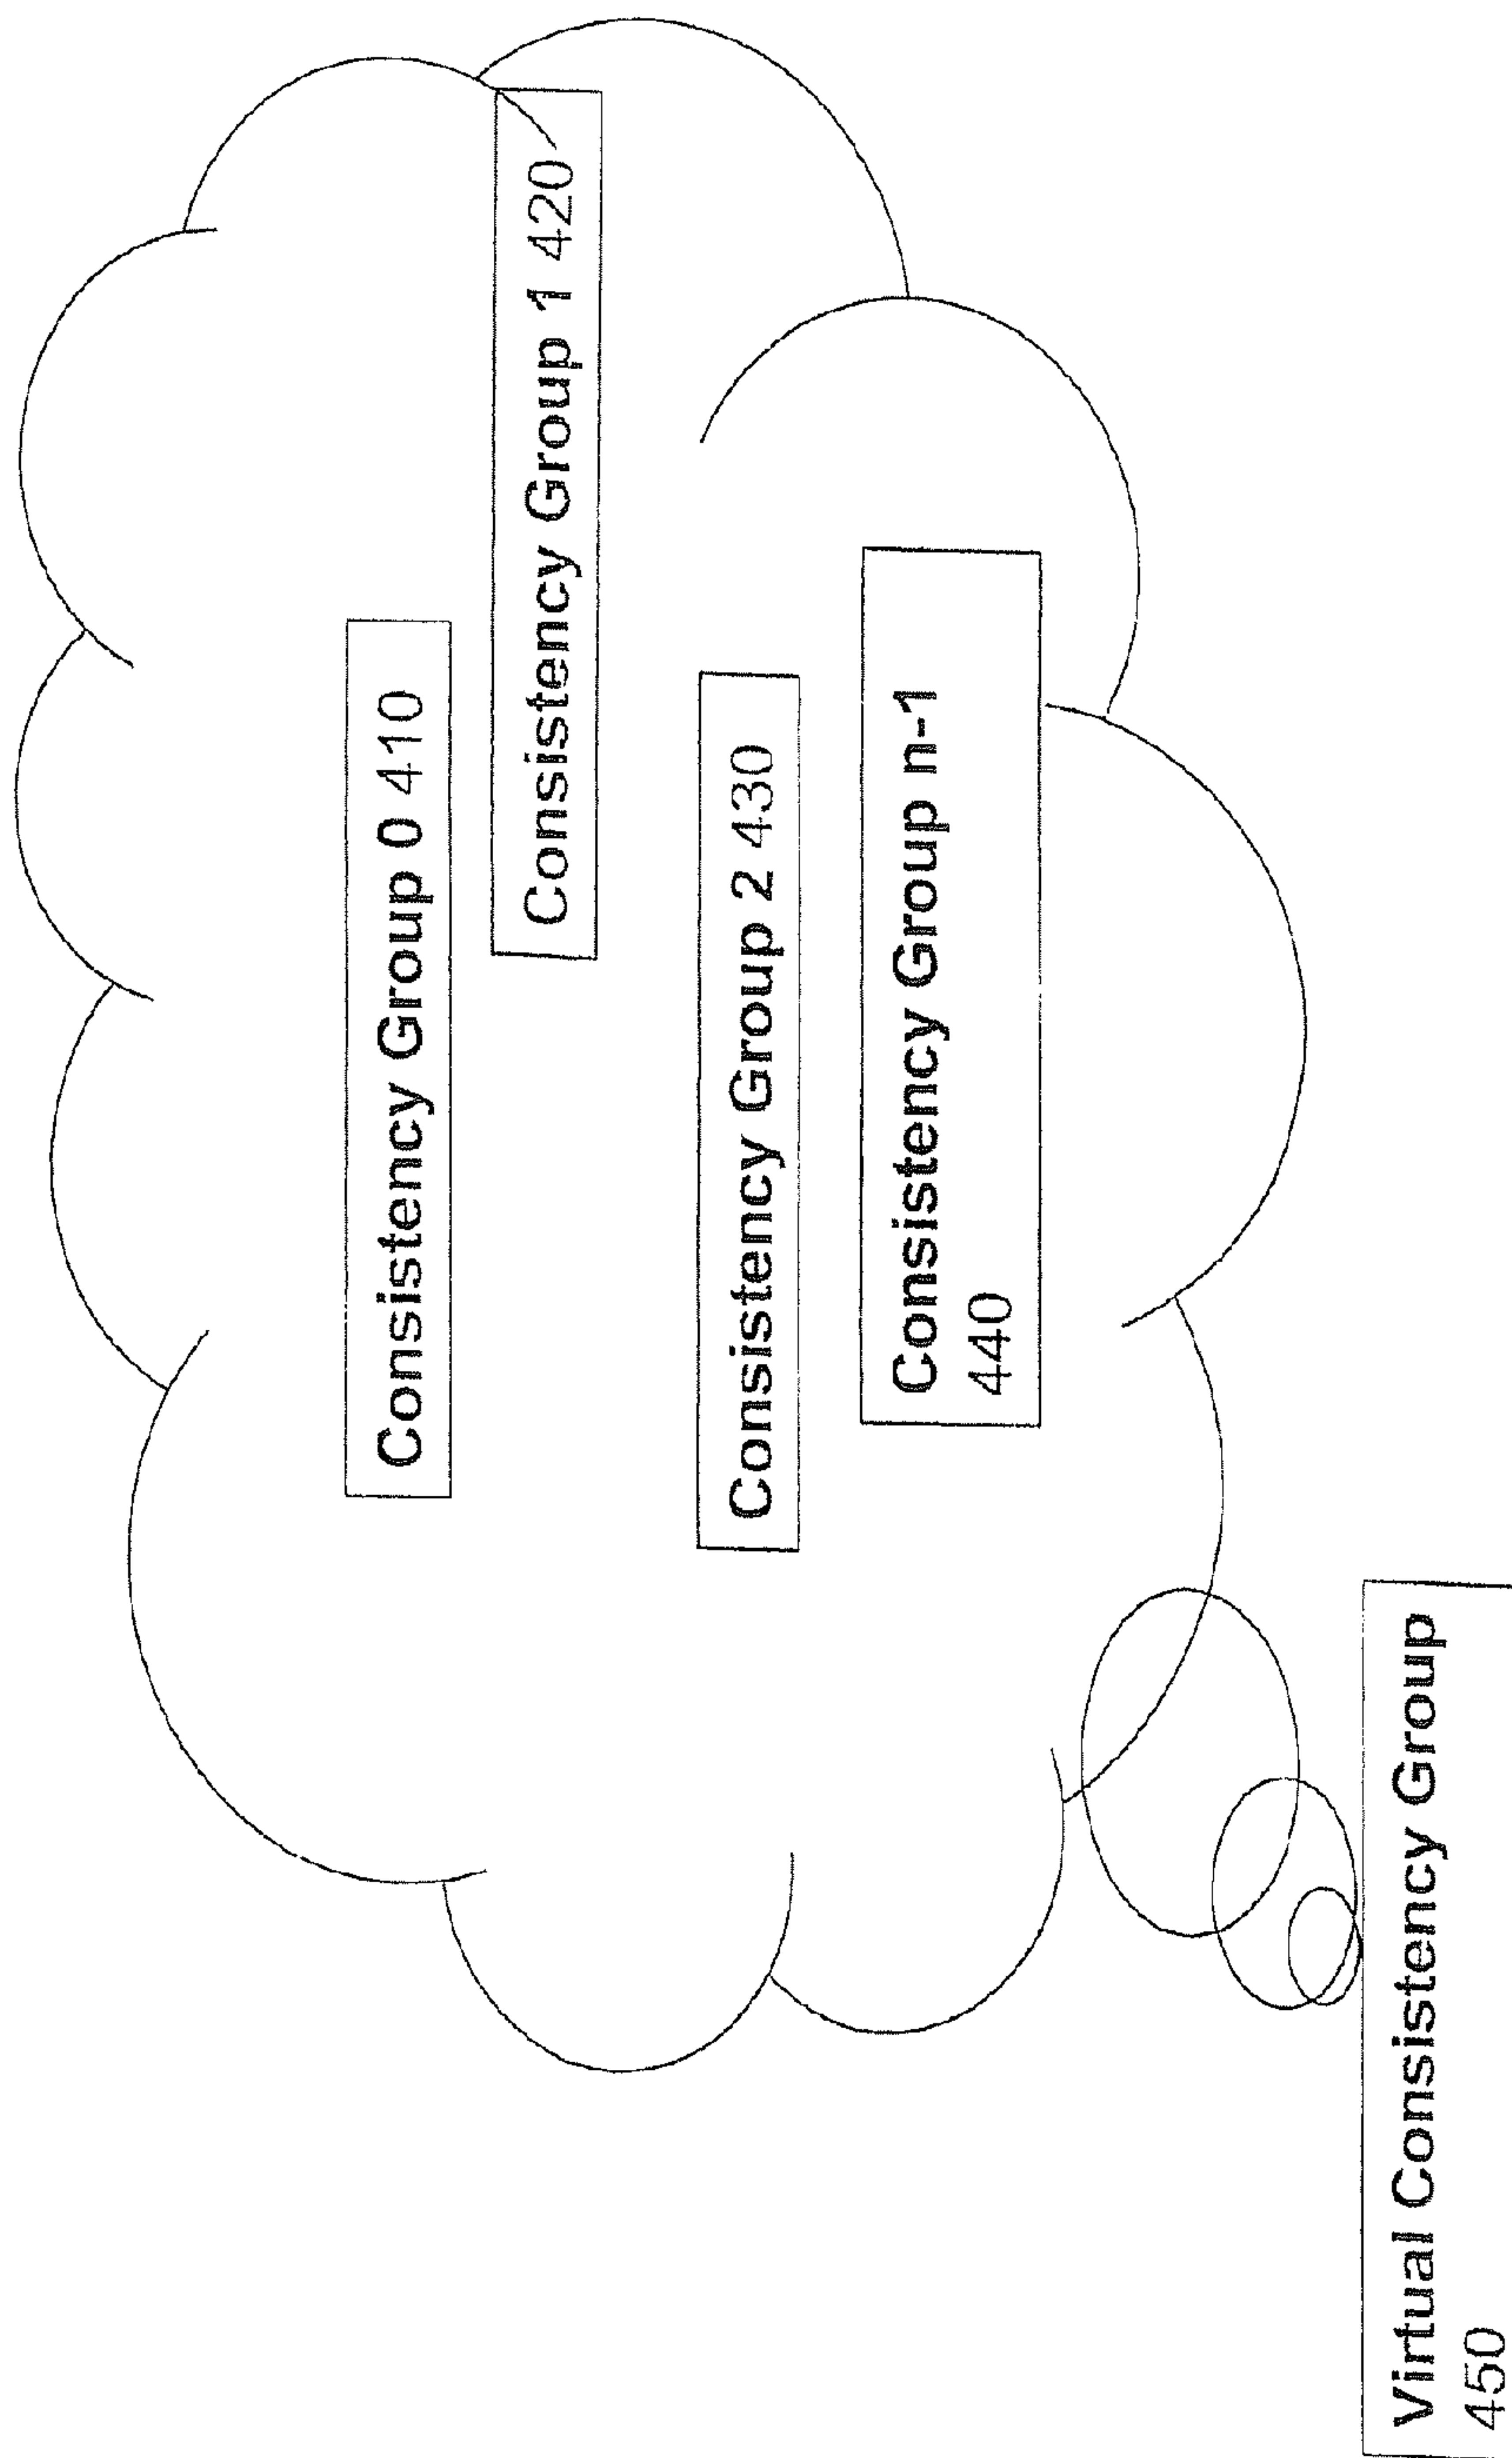 Consistency Group 0 410
Consistency Group 1 420
Consistency Group 2 430
Consistency Group n-1
440
Virtual Consistency Group
450